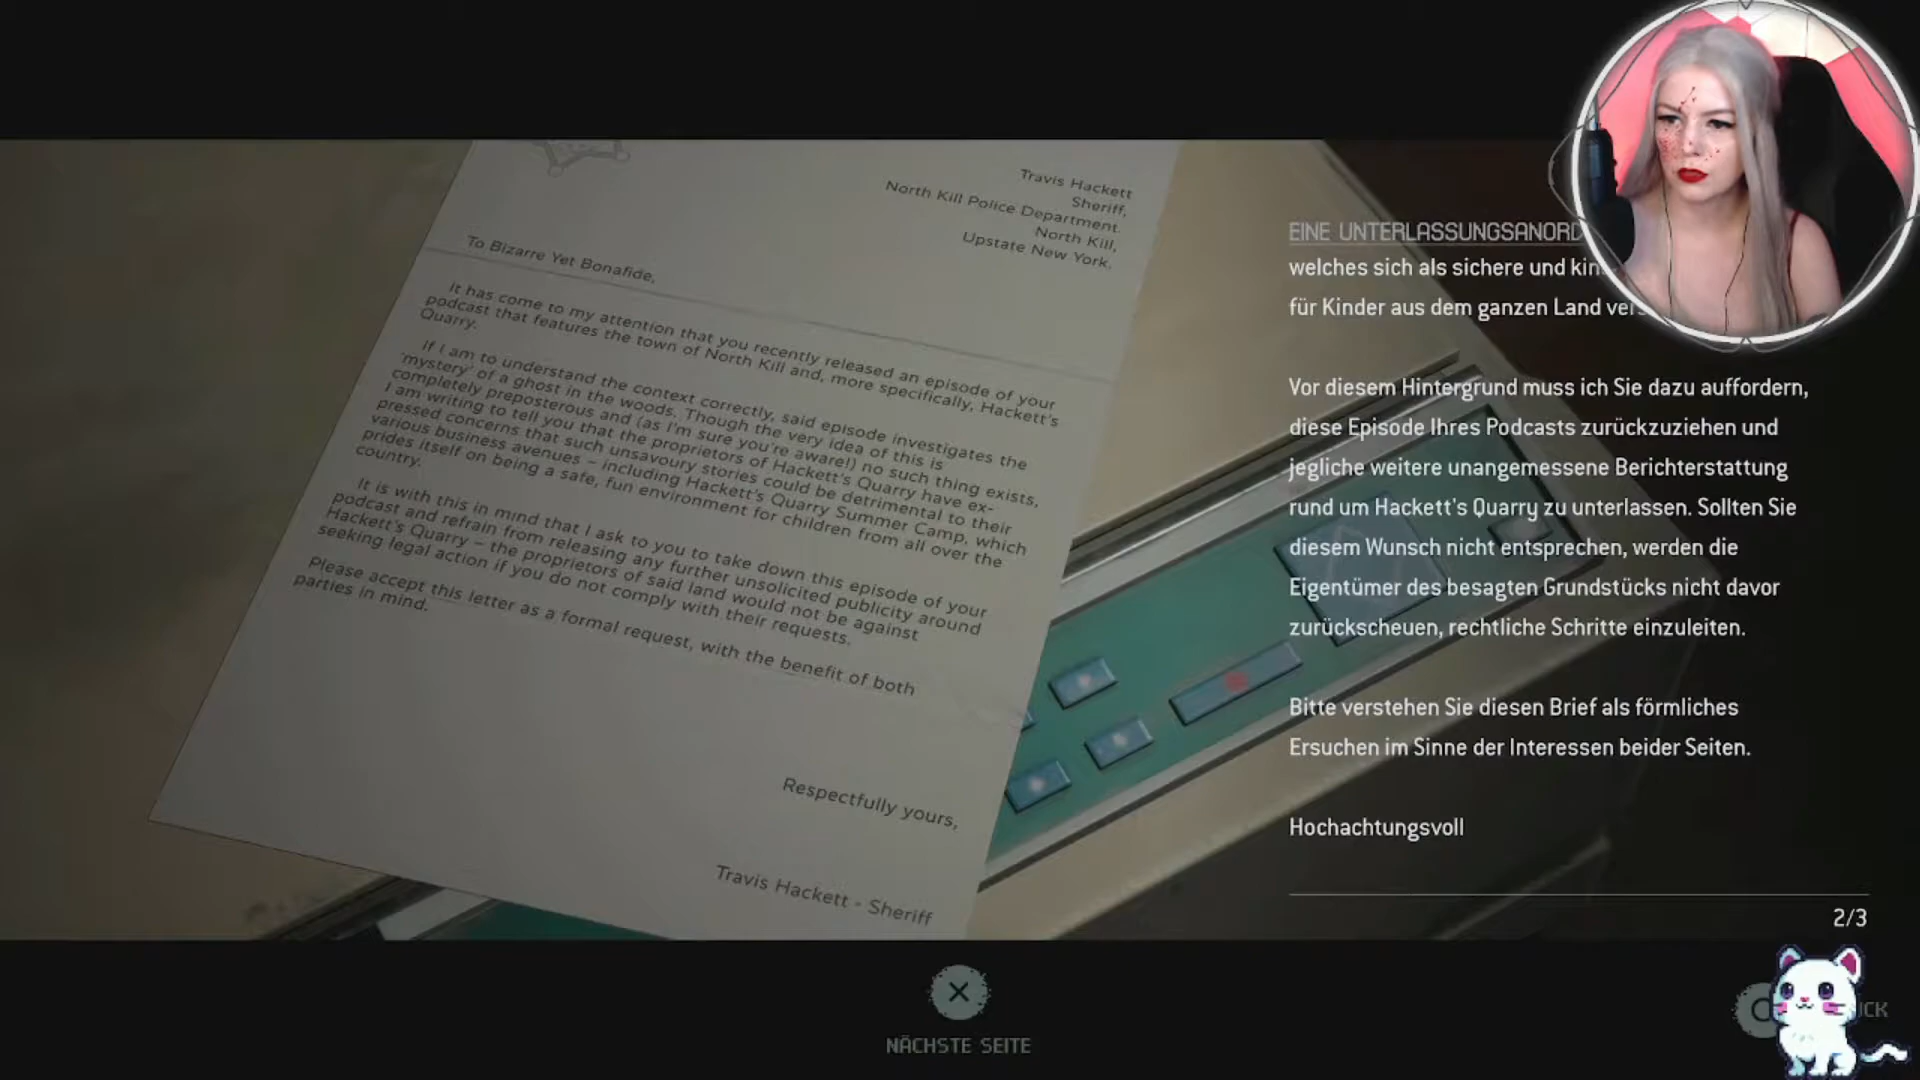 Travis Hackett
Sheriff,
North Kill Police Department.
North Kill,
Upstate New York.
To Bizarre Yet Bonafide,
It has come to my attention that you recently released an episode of your
podcast that features the town of North Kill and, more specifically, Hackett's
Quarry.
If I am to understand the context correctly, said episode investigates the
'mystery' of a ghost in the woods. Though the very idea of this is
completely preposterous and (as I'm sure you're aware!) no such thing exists,
I am writing to tell you that the proprietors of Hackett's Quarry have ex-
pressed concerns that such unsavoury stories could be detrimental to their
various business avenues – including Hackett's Quarry Summer Camp, which
prides itself on being a safe, fun environment for children from all over the
country.
It is with this in mind that I ask to you to take down this episode of your
podcast and refrain from releasing any further unsolicited publicity around
Hackett's Quarry – the proprietors of said land would not be against
seeking legal action if you do not comply with their requests.
Please accept this letter as a formal request, with the benefit of both
parties in mind.
Respectfully yours,
Travis Hackett - Sheriff
EINE UNTERLASSUNGSANORD
welches sich als sichere und kin
für Kinder aus dem ganzen Land vers
Vor diesem Hintergrund muss ich Sie dazu auffordern,
diese Episode Ihres Podcasts zurückzuziehen und
jegliche weitere unangemessene Berichterstattung
rund um Hackett's Quarry zu unterlassen. Sollten Sie
diesem Wunsch nicht entsprechen, werden die
Eigentümer des besagten Grundstücks nicht davor
zurückscheuen, rechtliche Schritte einzuleiten.
Bitte verstehen Sie diesen Brief als förmliches
Ersuchen im Sinne der Interessen beider Seiten.
Hochachtungsvoll
2/3
NÄCHSTE SEITE